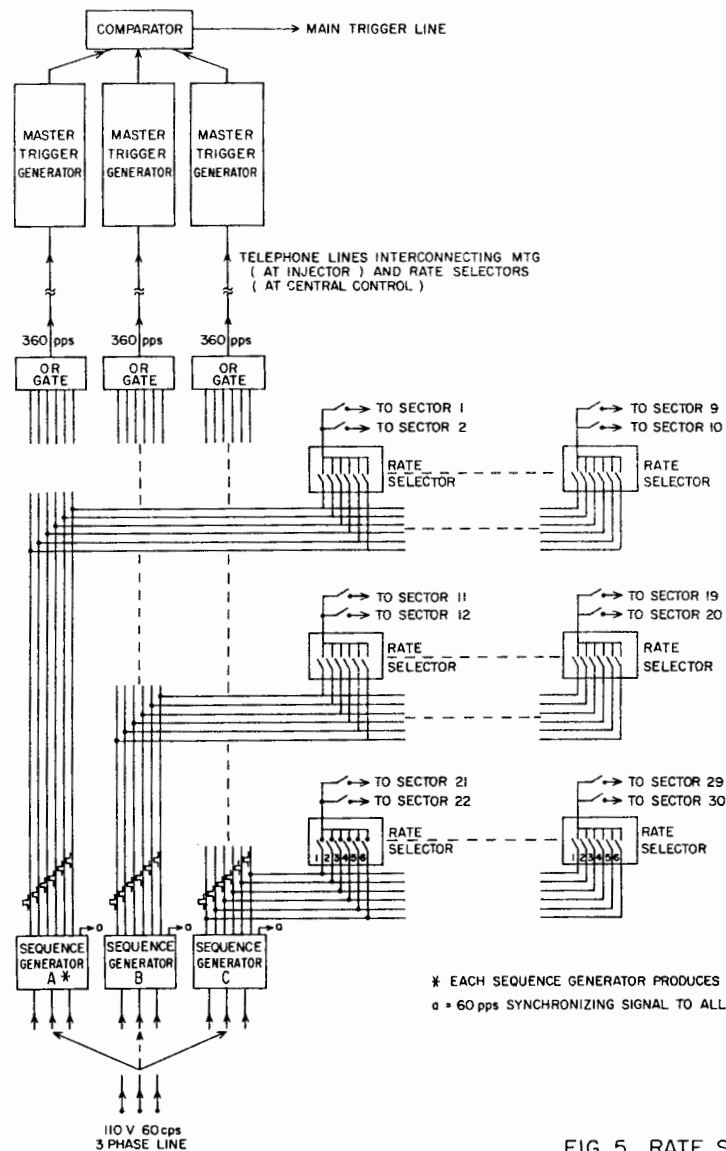 COMPARATOR
MAIN TRIGGER LINE
MASTER
TRIGGER
GENERATOR
MASTER
TRIGGER
GENERATOR
MASTER
TRIGGER
GENERATOR
TELEPHONE LINES INTERCONNECTING MTG
( AT INJECTOR ) AND RATE SELECTORS
( AT CENTRAL CONTROL )
360 pps
360 pps
360 pps
OR
GATE
OR
GATE
OR
GATE
TO SECTOR 1
TO SECTOR 2
RATE
SELECTOR
TO SECTOR 9
TO SECTOR 10
RATE
SELECTOR
TO SECTOR 11
TO SECTOR 12
RATE
SELECTOR
TO SECTOR 19
TO SECTOR 20
RATE
SELECTOR
TO SECTOR 21
TO SECTOR 22
RATE
SELECTOR
1 2 3 4 5 6
TO SECTOR 29
TO SECTOR 30
RATE
SELECTOR
1 2 3 4 5 6
a
a
a
SEQUENCE
GENERATOR
A *
SEQUENCE
GENERATOR
B
SEQUENCE
GENERATOR
C
* EACH SEQUENCE GENERATOR PRODUCES
a = 60 pps SYNCHRONIZING SIGNAL TO ALL
110 V 60 cps
3 PHASE LINE
FIG. 5 RATE S